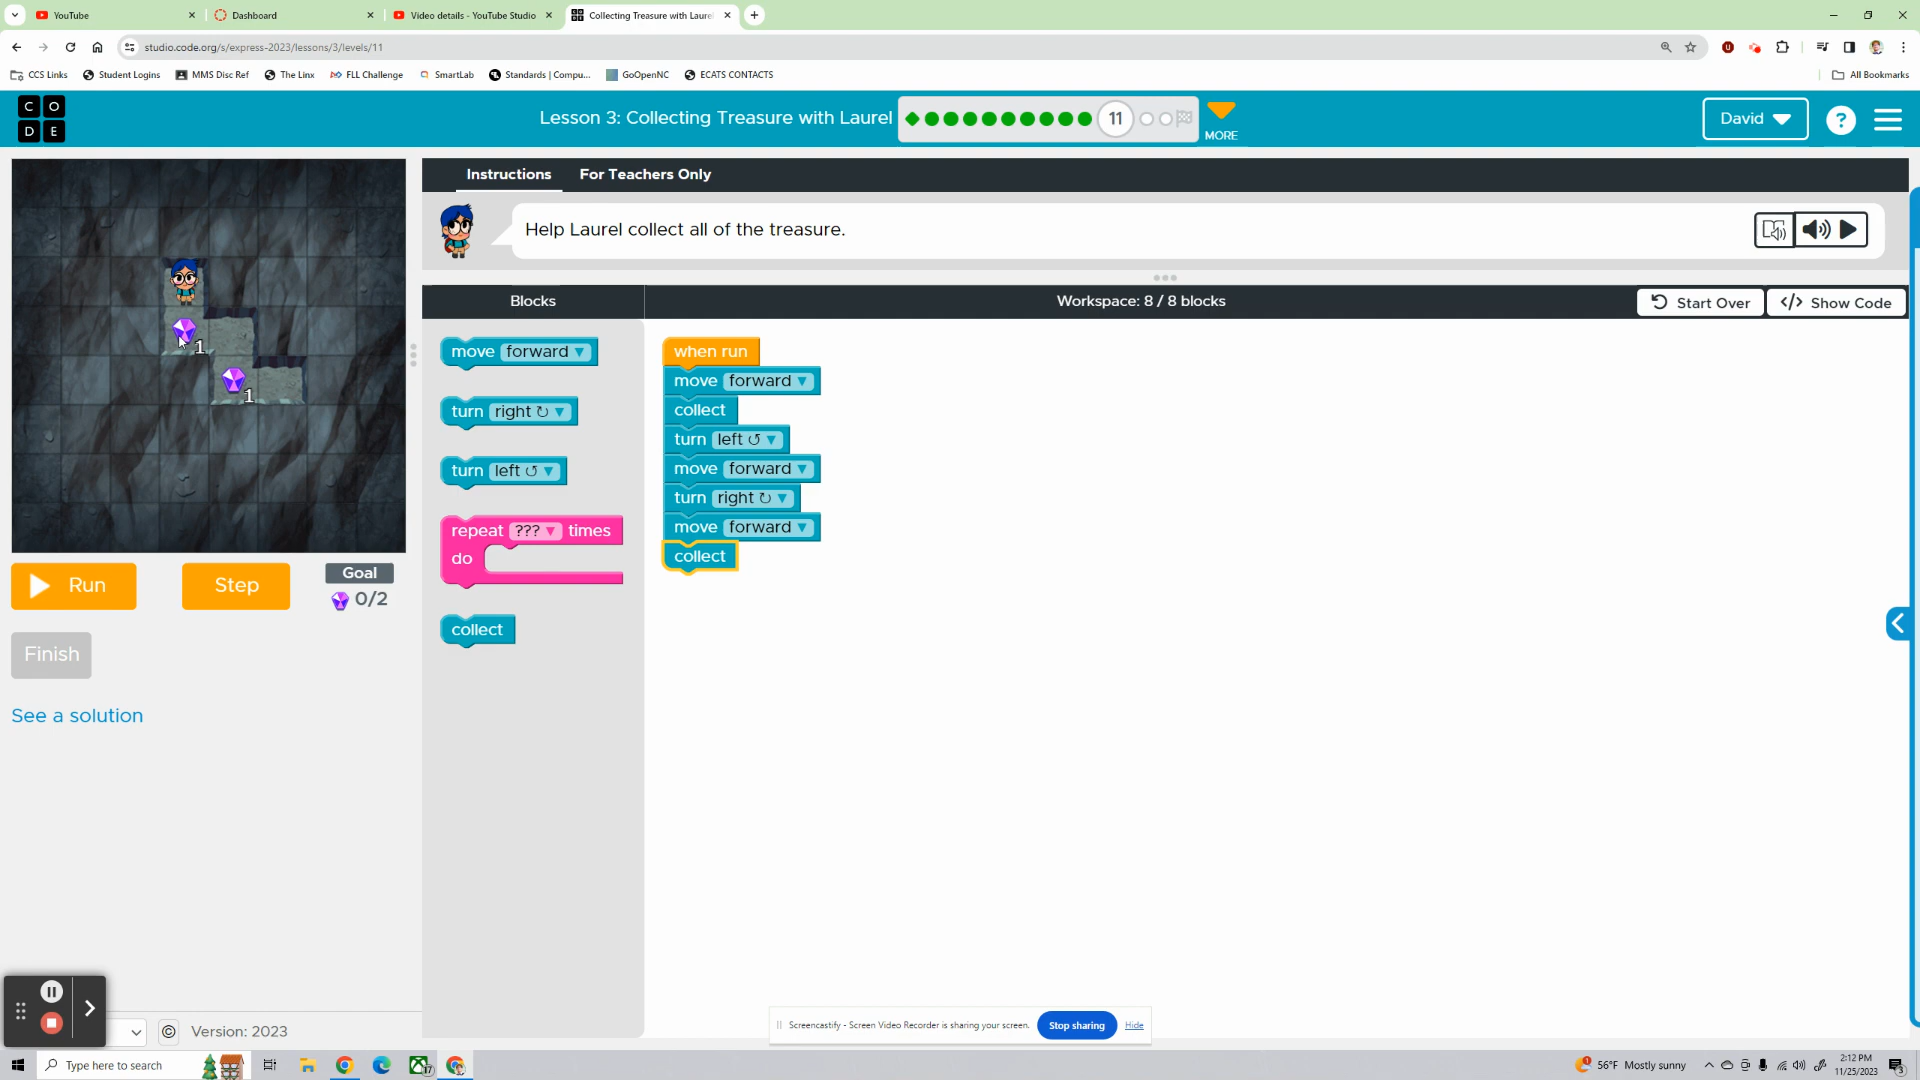 YouTube
Dashboard
Video details - YouTube Studio
Collecting Treasure with Laure
studio.code.org/s/express-2023/lessons/3/levels/11
CCS Links
Student Logins
MMS Disc Ref
The Linx
FLL Challenge
SmartLab
Standards | Compu...
GoOpenNC
ECATS CONTACTS
All Bookmarks
C O
D E
Lesson 3: Collecting Treasure with Laurel
11
MORE
David
?
Instructions
For Teachers Only
Help Laurel collect all of the treasure.
Blocks
Workspace: 8 / 8 blocks
Start Over
</> Show Code
1
1
move forward
turn right
turn left
repeat ??? times
do
collect
when run
move forward
collect
turn left
move forward
turn right
move forward
collect
Run
Step
Goal
0/2
Finish
See a solution
© Version: 2023
Screencastify - Screen Video Recorder is sharing your screen.
Stop sharing
Hide
Type here to search
17
56°F Mostly sunny
2:12 PM
11/25/2023
3